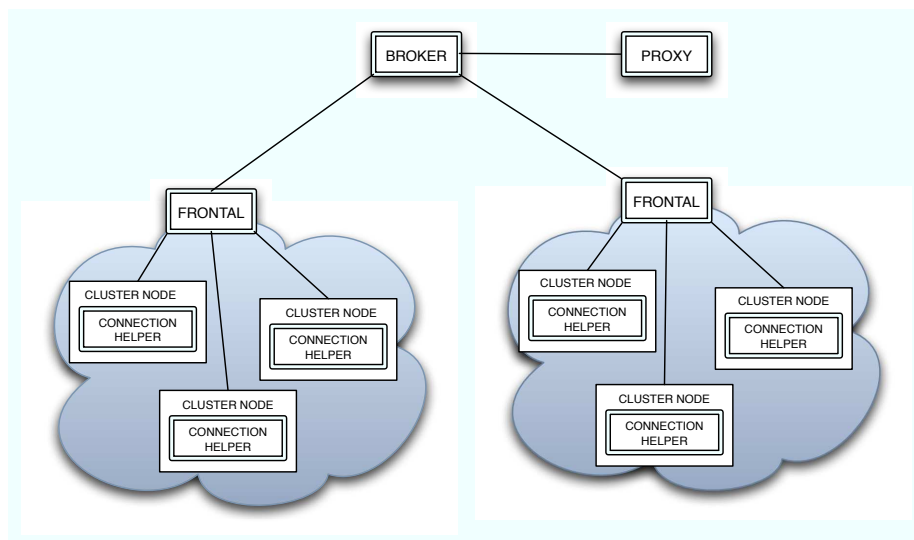 BROKER
PROXY
FRONTAL
FRONTAL
CLUSTER NODE
CONNECTION
HELPER
CLUSTER NODE
CONNECTION
HELPER
CLUSTER NODE
CONNECTION
HELPER
CLUSTER NODE
CONNECTION
HELPER
CLUSTER NODE
CONNECTION
HELPER
CLUSTER NODE
CONNECTION
HELPER